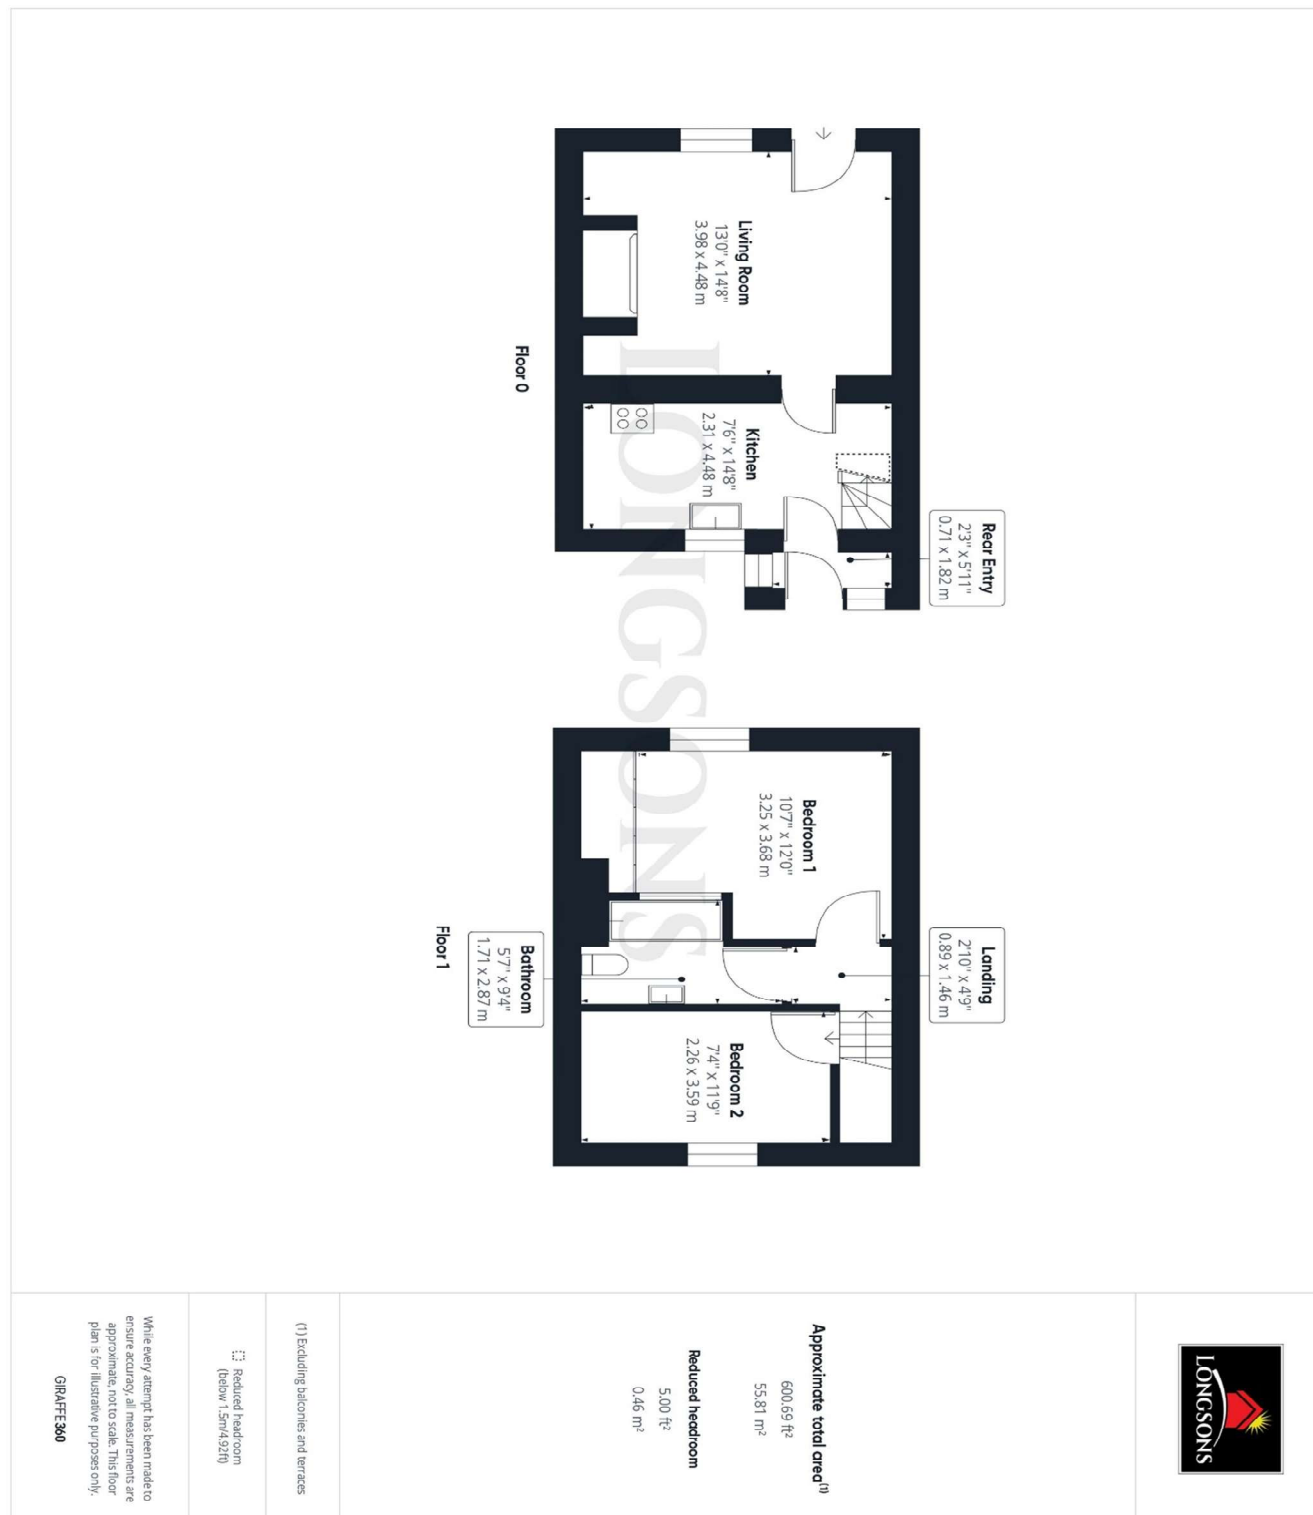 Rear Entry
2'3" x 5'11"
0.71 x 1.82 m
Landing
2'10" x 4'9"
0.89 x 1.46 m
Living Room
13'0" x 14'8"
3.98 x 4.48 m
Kitchen
7'6" x 14'8"
2.31 x 4.48 m
Bedroom 1
10'7" x 12'0"
3.25 x 3.68 m
Bedroom 2
7'4" x 11'9"
2.26 x 3.59 m
LONGSONS
Floor 0
Bathroom
5'7" x 9'4"
1.71 x 2.87 m
Floor 1
LONGSONS
Approximate total area(1)
600.69 ft²
55.81 m²
Reduced headroom
5.00 ft²
0.46 m²
(1) Excluding balconies and terraces
Reduced headroom
(below 1.5m/4.92ft)
While every attempt has been made to
ensure accuracy, all measurements are
approximate, not to scale. This floor
plan is for illustrative purposes only.
GIRAFFE360